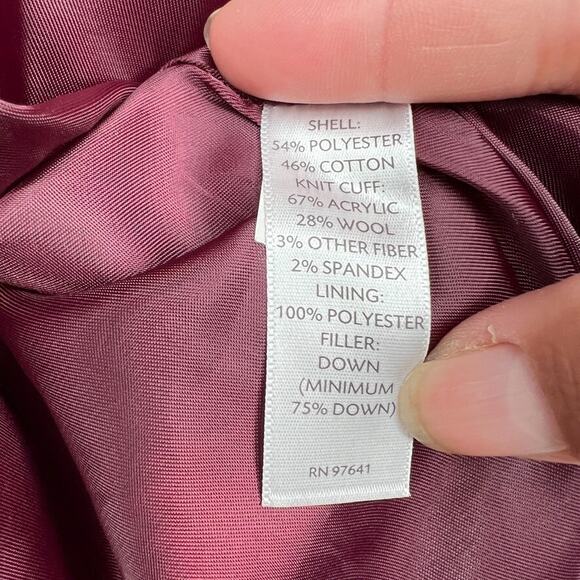 SHELL:
54% POLYESTER
46% COTTON
KNIT CUFF:
67% ACRYLIC
28% WOOL
3% OTHER FIBER
2% SPANDEX
LINING:
100% POLYESTER
FILLER:
DOWN
(MINIMUM
75% DOWN)
RN 97641